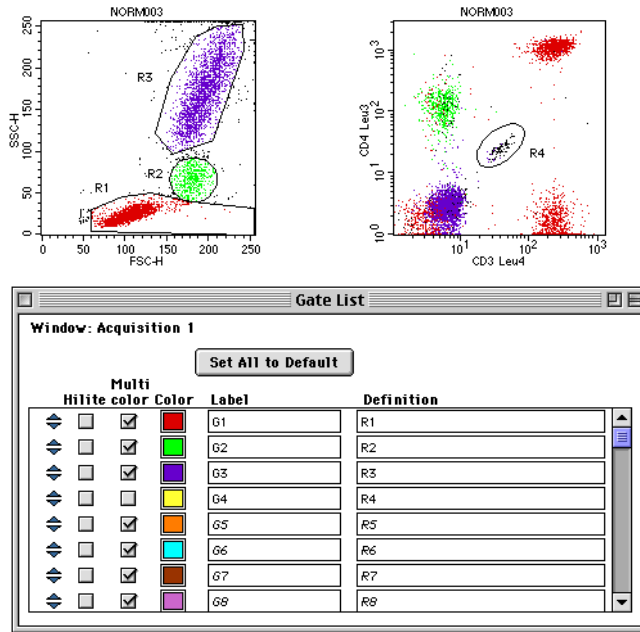 NORM003
250
200
150
100
50
0
SSC-H
R3
R2
R1
0 50 100 150 200 250
FSC-H
NORM003
10³
10²
10¹
10⁰
CD4 Leu3
R4
10¹ 10² 10³
CD3 Leu4
Gate List
Window: Acquisition 1
Set All to Default
Multi
Hilite color Color Label Definition
G1 R1
G2 R2
G3 R3
G4 R4
G5 R5
G6 R6
G7 R7
G8 R8